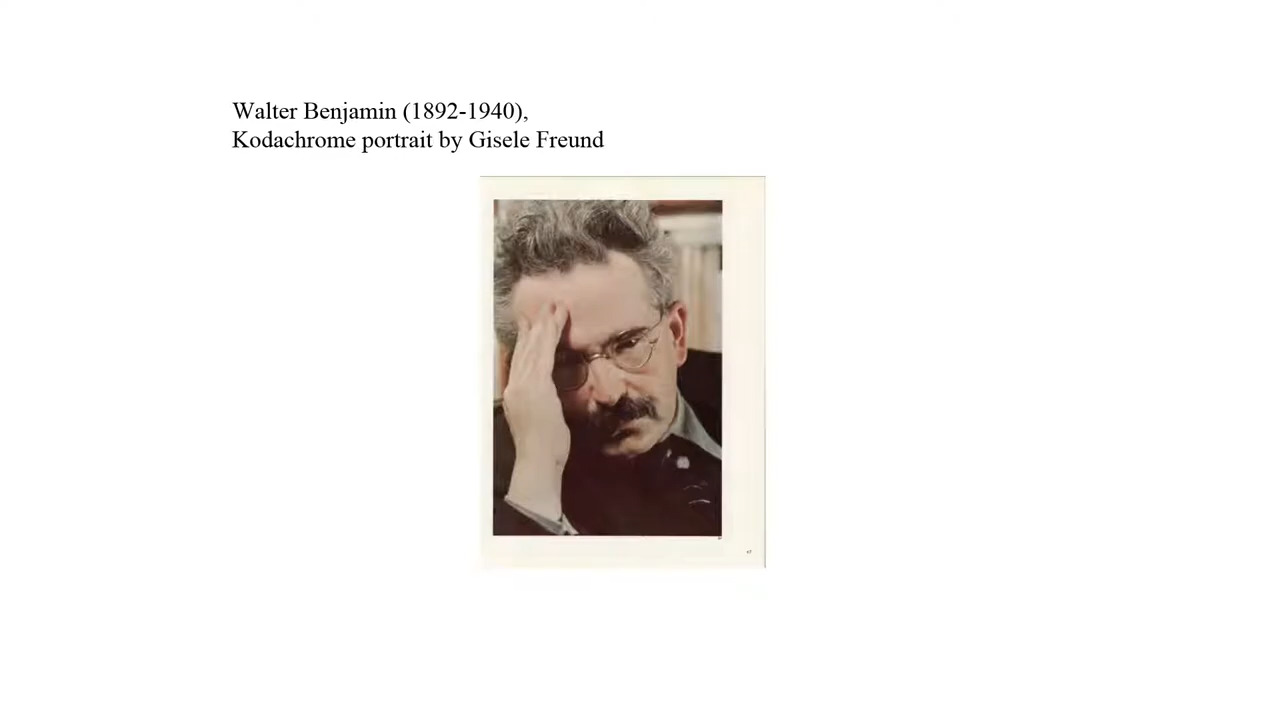 Walter Benjamin (1892-1940),
Kodachrome portrait by Gisele Freund